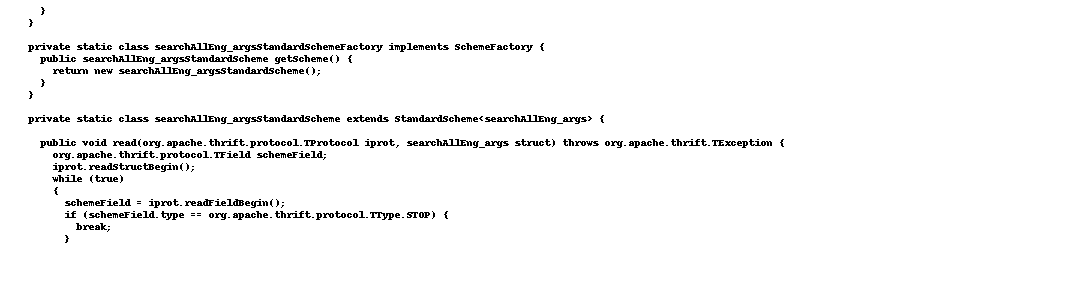 }
    }

    private static class searchAllEng_argsStandardSchemeFactory implements SchemeFactory {
      public searchAllEng_argsStandardScheme getScheme() {
        return new searchAllEng_argsStandardScheme();
      }
    }

    private static class searchAllEng_argsStandardScheme extends StandardScheme<searchAllEng_args> {

      public void read(org.apache.thrift.protocol.TProtocol iprot, searchAllEng_args struct) throws org.apache.thrift.TException {
        org.apache.thrift.protocol.TField schemeField;
        iprot.readStructBegin();
        while (true)
        {
          schemeField = iprot.readFieldBegin();
          if (schemeField.type == org.apache.thrift.protocol.TType.STOP) {
            break;
          }